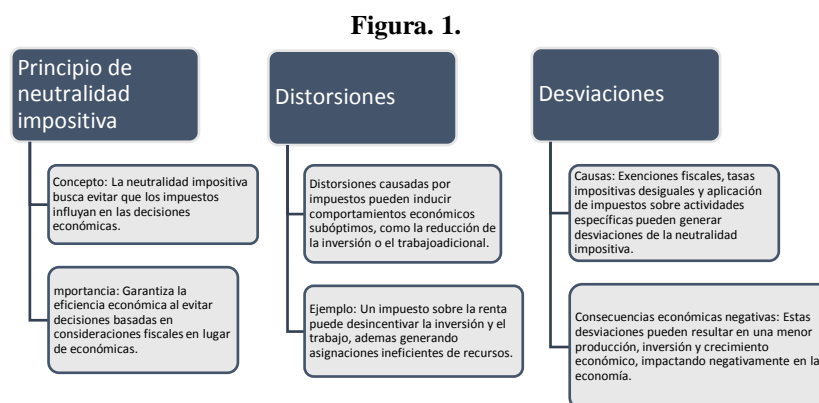 Figura. 1.
Principio de
neutralidad
impositiva
Concepto: La neutralidad impositiva
busca evitar que los impuestos
influyan en las decisiones
económicas.
mportancia: Garantiza la
eficiencia económica al evitar
decisiones basadas en
consideraciones fiscales en lugar
de económicas.
Distorsiones
Distorsiones causadas por
impuestos pueden inducir
comportamientos económicos
subóptimos, como la reducción de
la inversión o el trabajoadicional.
Ejemplo: Un impuesto sobre la renta
puede desincentivar la inversión y el
trabajo, ademas generando
asignaciones ineficientes de recursos.
Desviaciones
Causas: Exenciones fiscales, tasas
impositivas desiguales y aplicación
de impuestos sobre actividades
específicas pueden generar
desviaciones de la neutralidad
impositiva.
Consecuencias económicas negativas: Estas
desviaciones pueden resultar en una menor
producción, inversión y crecimiento
económico, impactando negativamente en la
economía.